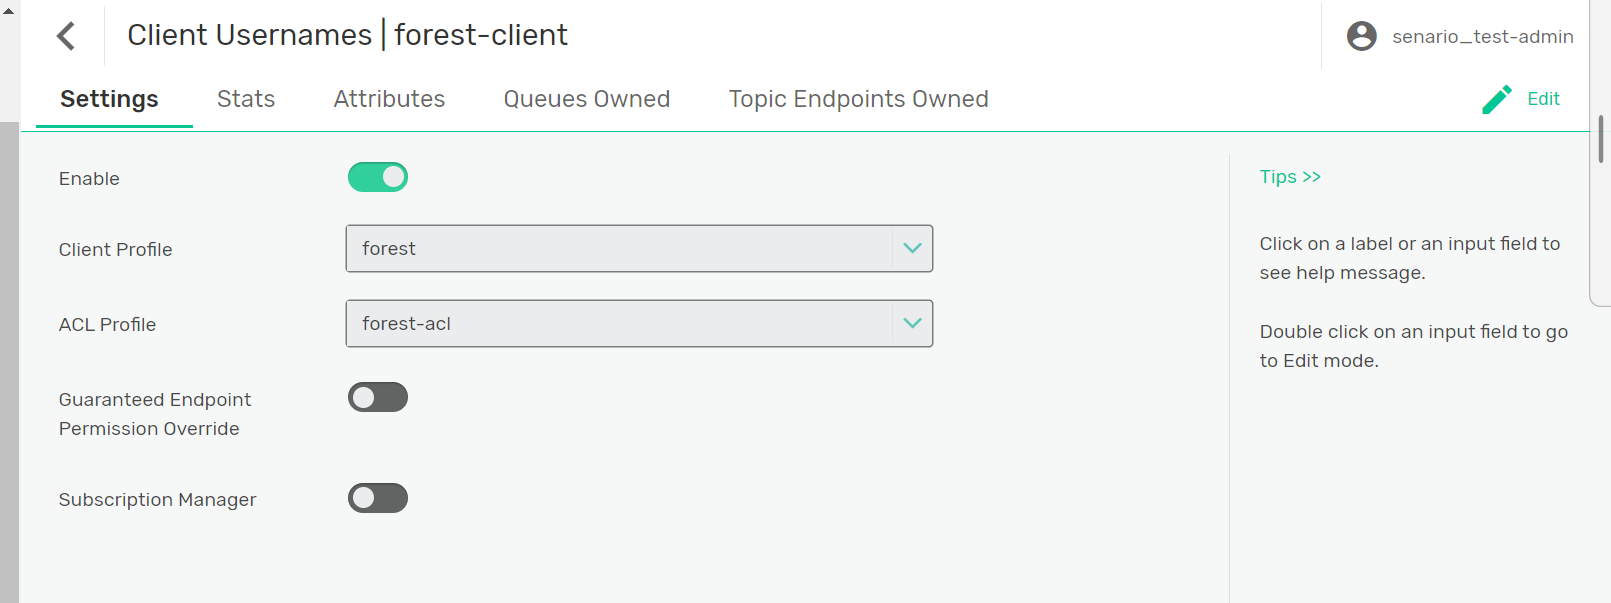 Client Usernames | forest-client
senario_test-admin
Settings
Stats
Attributes
Queues Owned
Topic Endpoints Owned
Edit
Enable
Client Profile
forest
ACL Profile
forest-acl
Guaranteed Endpoint
Permission Override
Subscription Manager
Tips >>
Click on a label or an input field to
see help message.
Double click on an input field to go
to Edit mode.